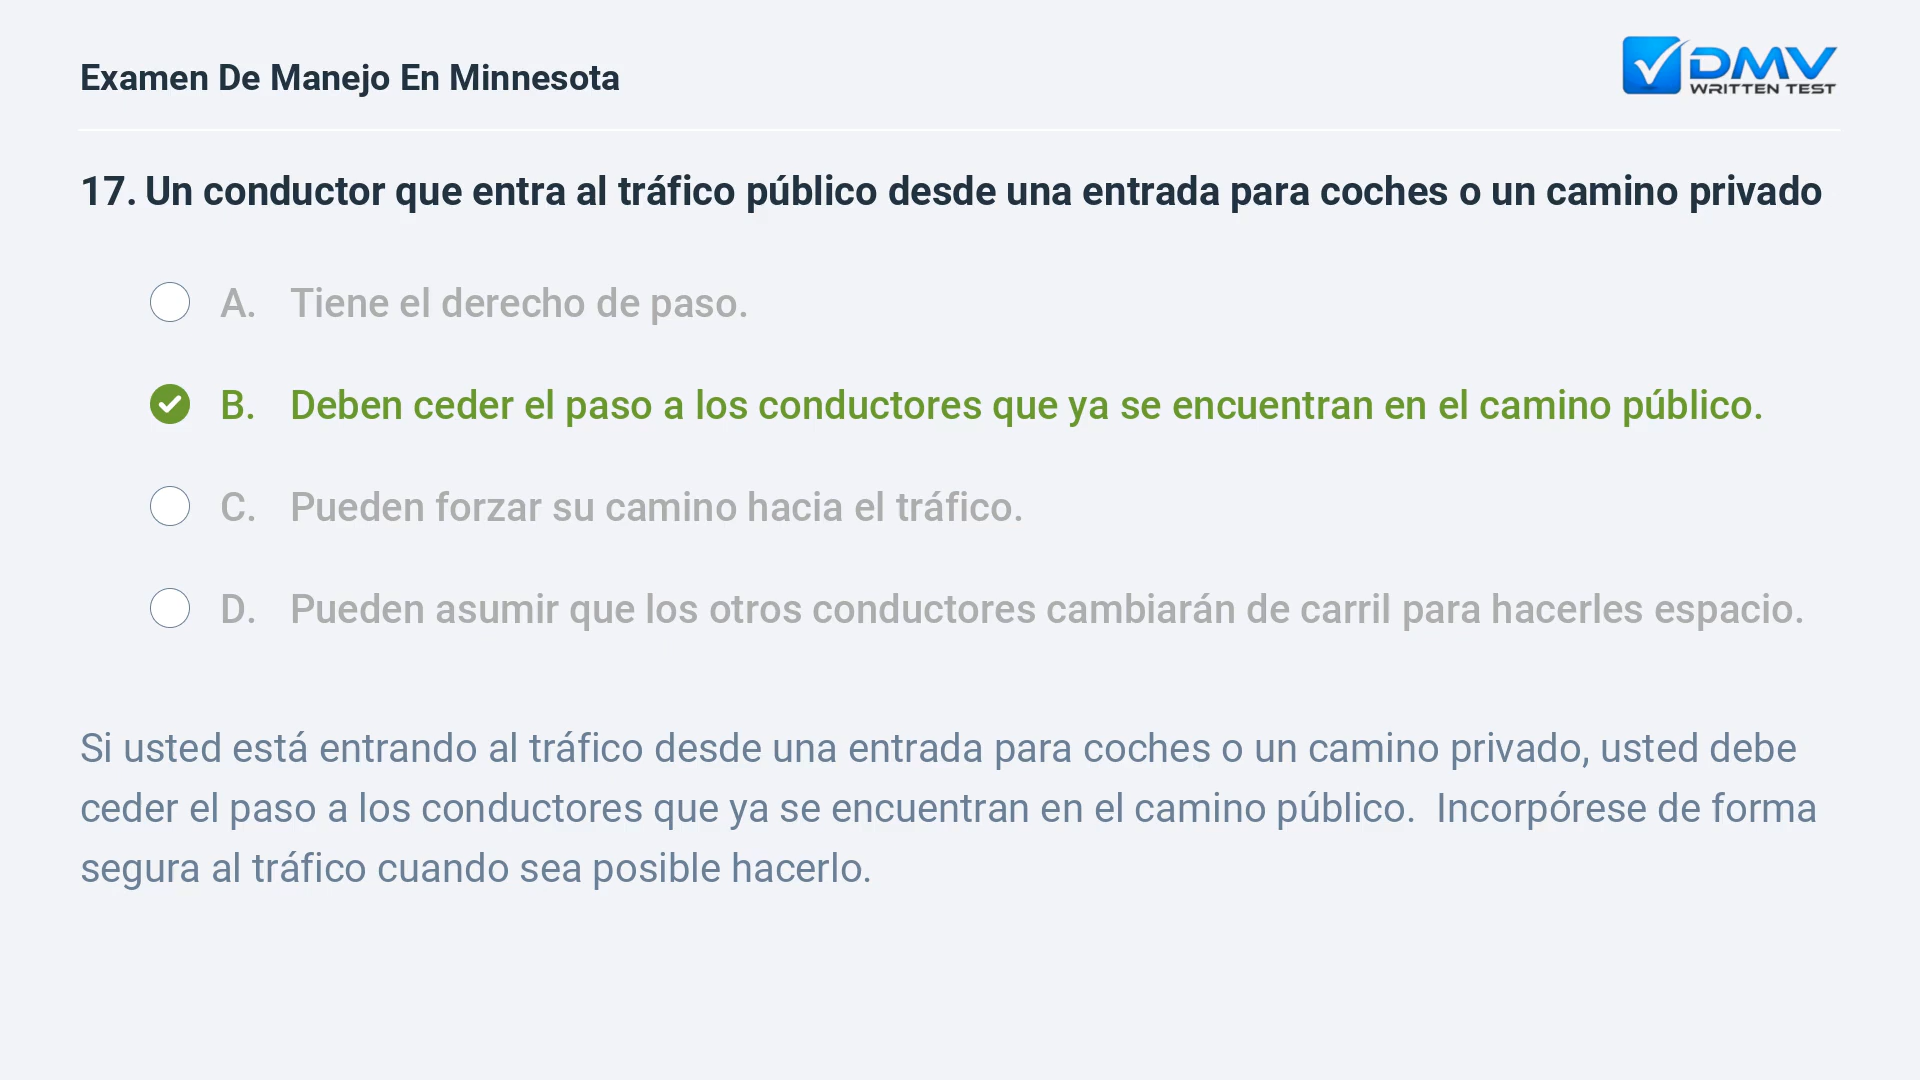 Examen De Manejo En Minnesota
DMV
WRITTEN TEST
17. Un conductor que entra al tráfico público desde una entrada para coches o un camino privado
A. Tiene el derecho de paso.
B. Deben ceder el paso a los conductores que ya se encuentran en el camino público.
C. Pueden forzar su camino hacia el tráfico.
D. Pueden asumir que los otros conductores cambiarán de carril para hacerles espacio.
Si usted está entrando al tráfico desde una entrada para coches o un camino privado, usted debe
ceder el paso a los conductores que ya se encuentran en el camino público. Incorpórese de forma
segura al tráfico cuando sea posible hacerlo.